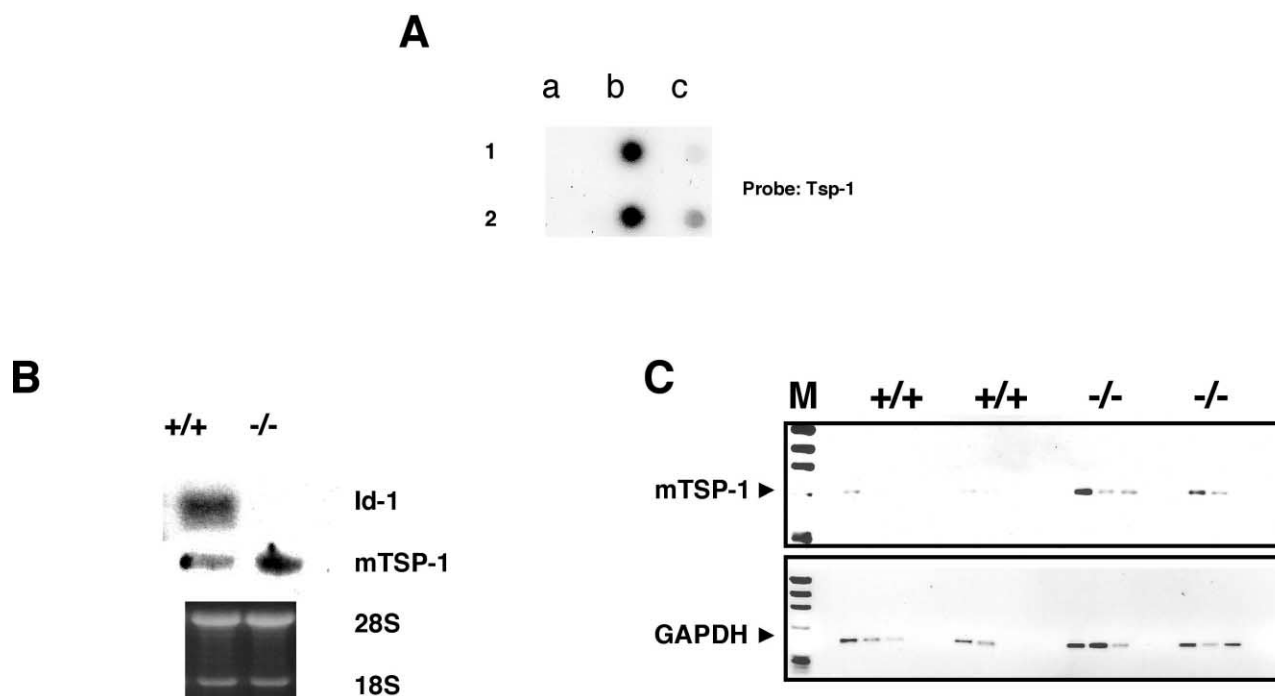 A
a b c
1
2
Probe: Tsp-1
B
+/+ -/-
Id-1
mTSP-1
28S
18S
C
M +/+ +/+ -/- -/-
mTSP-1 ►
GAPDH ►